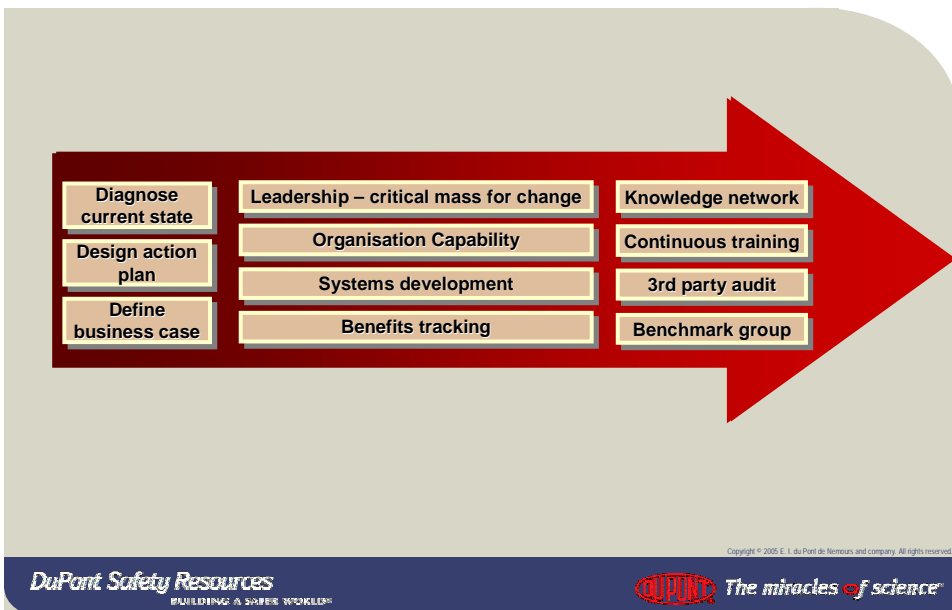 Diagnose
current state
Design action
plan
Define
business case
Leadership – critical mass for change
Organisation Capability
Systems development
Benefits tracking
Knowledge network
Continuous training
3rd party audit
Benchmark group
Copyright © 2005 E. I. du Pont de Nemours and company. All rights reserved.
DuPont Safety Resources
BUILDING A SAFER WORLD®
DUPONT The miracles of science™